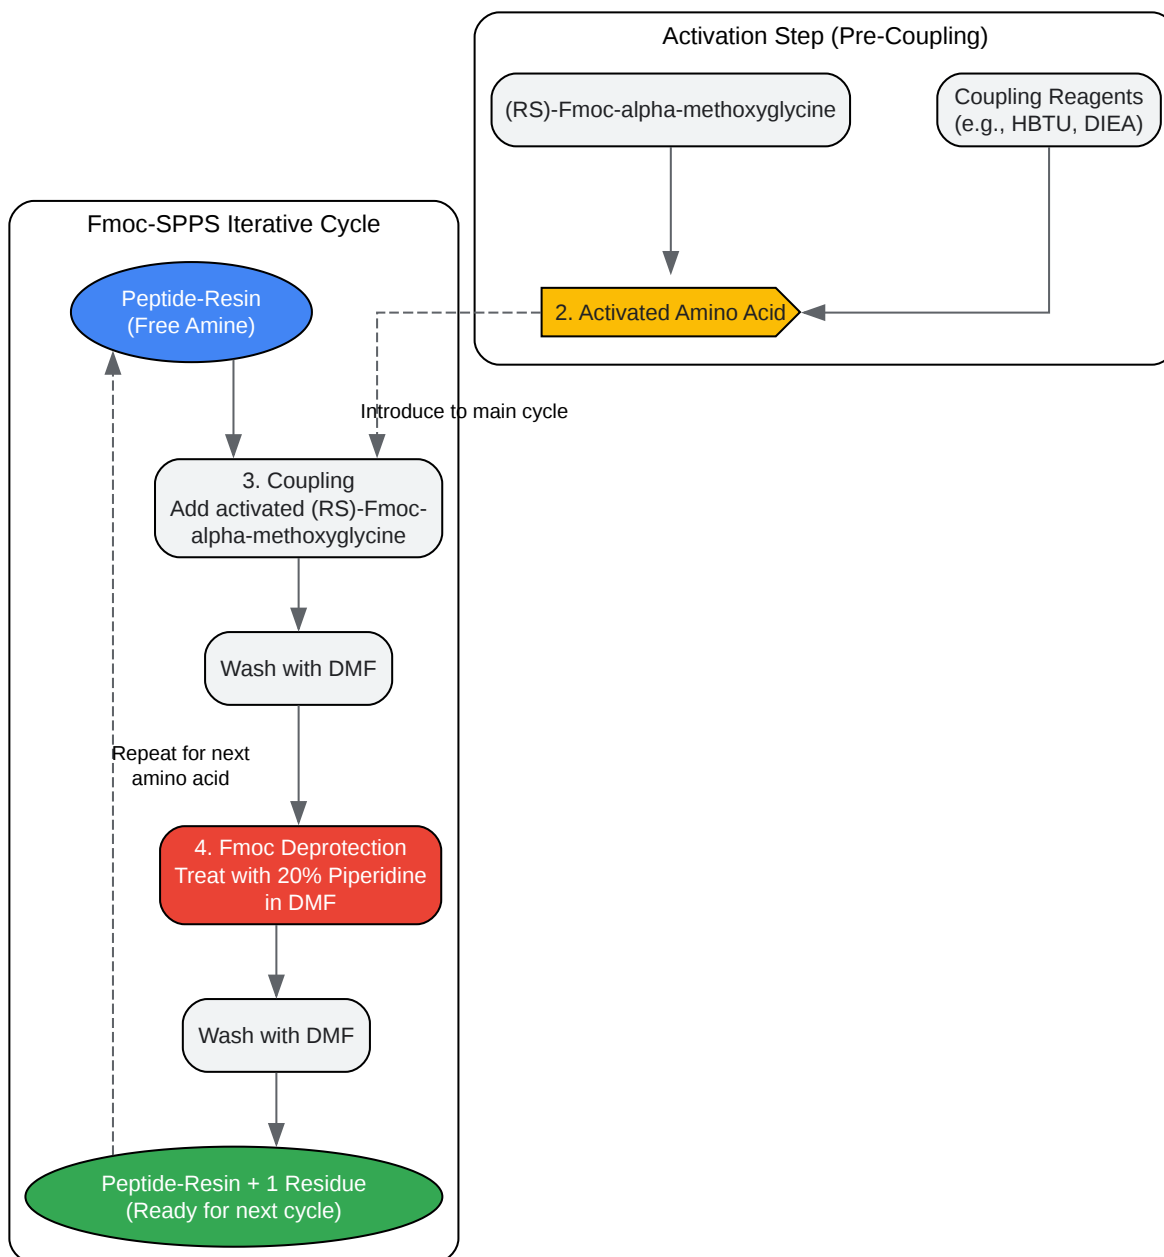 Activation Step (Pre-Coupling)
(RS)-Fmoc-alpha-methoxyglycine
Coupling Reagents
(e.g., HBTU, DIEA)
2. Activated Amino Acid
Introduce to main cycle
Fmoc-SPPS Iterative Cycle
Peptide-Resin
(Free Amine)
3. Coupling
Add activated (RS)-Fmoc-
alpha-methoxyglycine
Wash with DMF
Repeat for next
amino acid
4. Fmoc Deprotection
Treat with 20% Piperidine
in DMF
Wash with DMF
Peptide-Resin + 1 Residue
(Ready for next cycle)